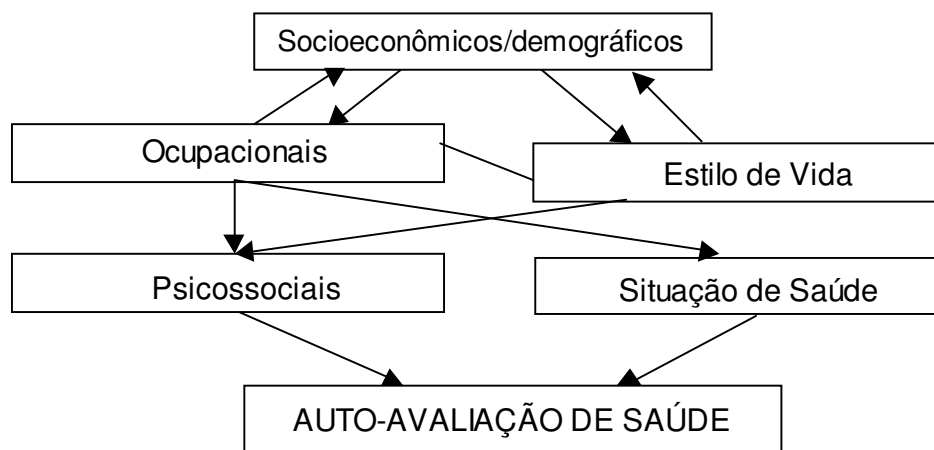 Socioeconômicos/demográficos
Ocupacionais
Estilo de Vida
Psicossociais
Situação de Saúde
AUTO-AVALIAÇÃO DE SAÚDE